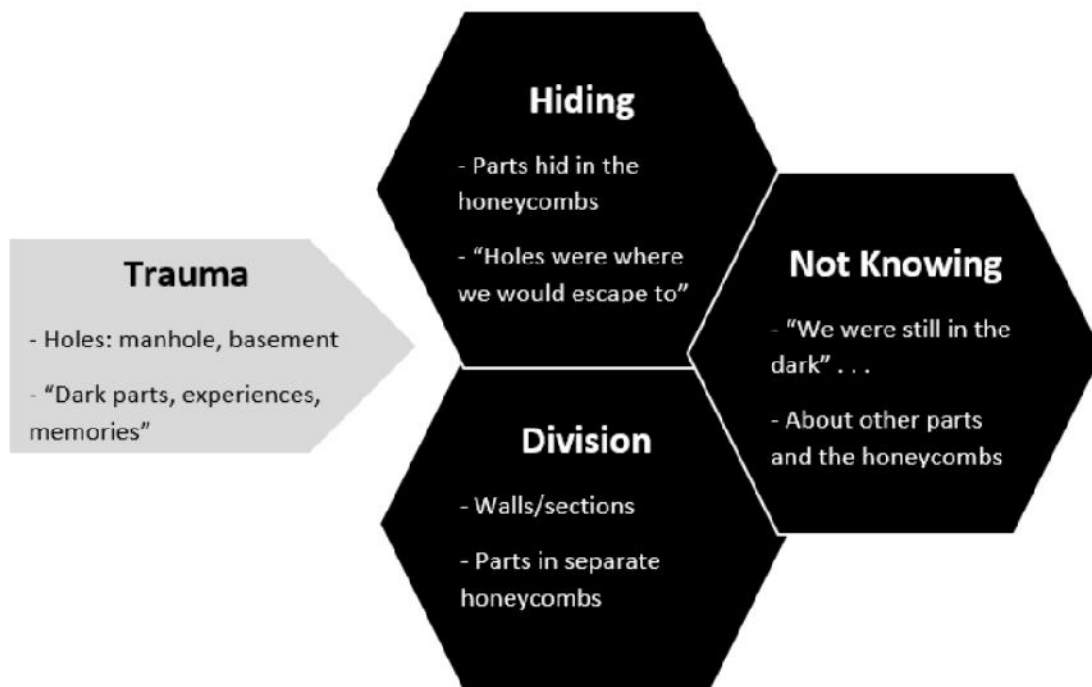 Trauma
- Holes: manhole, basement
- “Dark parts, experiences,
memories”
Hiding
- Parts hid in the
honeycombs
- “Holes were where
we would escape to”
Division
- Walls/sections
- Parts in separate
honeycombs
Not Knowing
- “We were still in the
dark” . . .
- About other parts
and the honeycombs